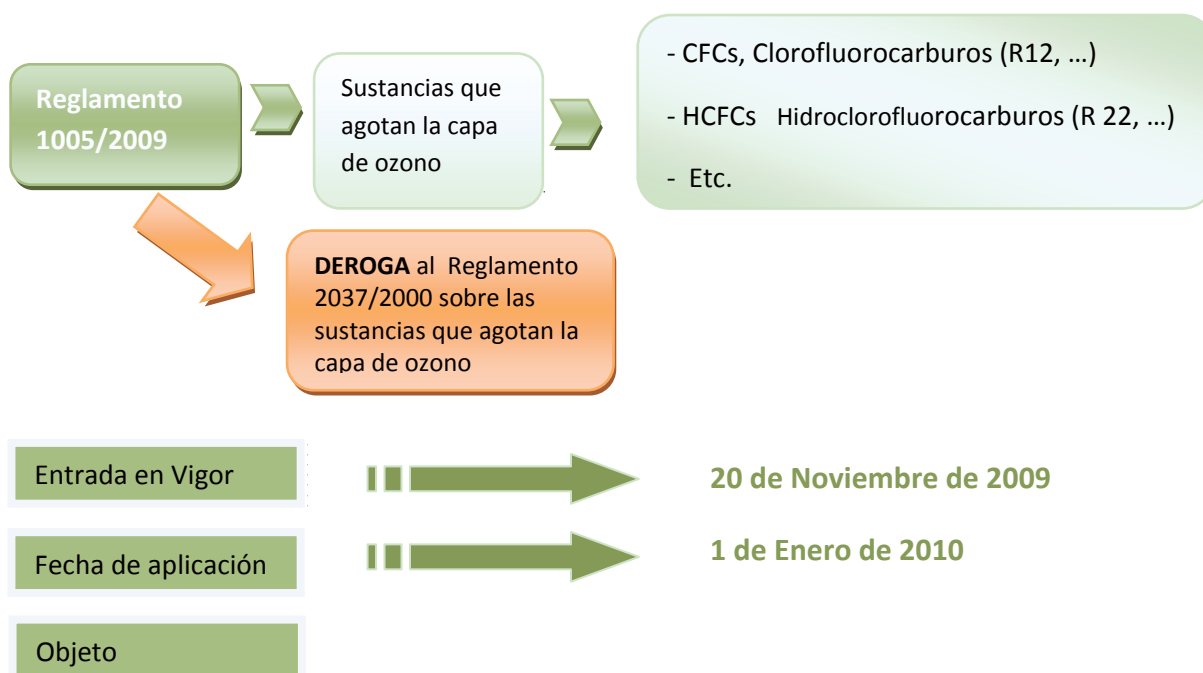 Reglamento
1005/2009
Sustancias que
agotan la capa
de ozono
- CFCs, Clorofluorocarburos (R12, ...)
- HCFCs Hidroclorofluorocarburos (R 22, ...)
- Etc.
DEROGA al Reglamento
2037/2000 sobre las
sustancias que agotan la
capa de ozono
Entrada en Vigor
20 de Noviembre de 2009
Fecha de aplicación
1 de Enero de 2010
Objeto